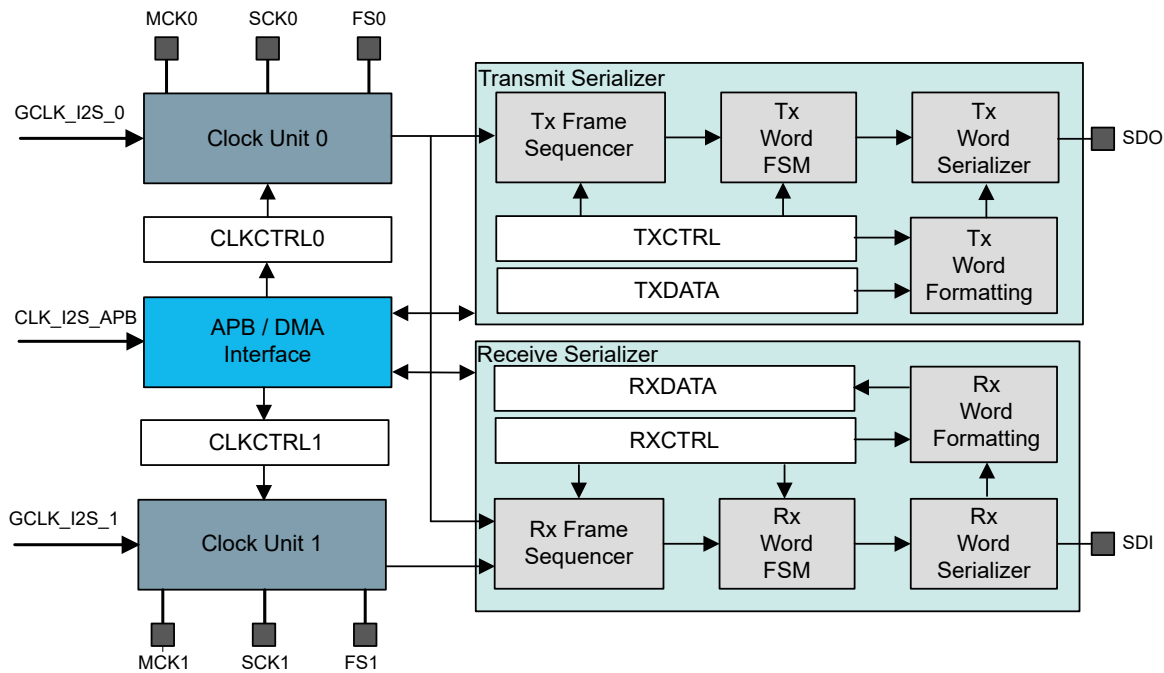 MCK0
SCK0
FS0
GCLK_I2S_0
Clock Unit 0
CLKCTRL0
CLK_I2S_APB
APB / DMA
Interface
CLKCTRL1
GCLK_I2S_1
Clock Unit 1
MCK1
SCK1
FS1
Transmit Serializer
Tx Frame
Sequencer
Tx
Word
FSM
Tx
Word
Serializer
SDO
TXCTRL
TXDATA
Tx
Word
Formatting
Receive Serializer
RXDATA
RXCTRL
Rx
Word
Formatting
Rx Frame
Sequencer
Rx
Word
FSM
Rx
Word
Serializer
SDI